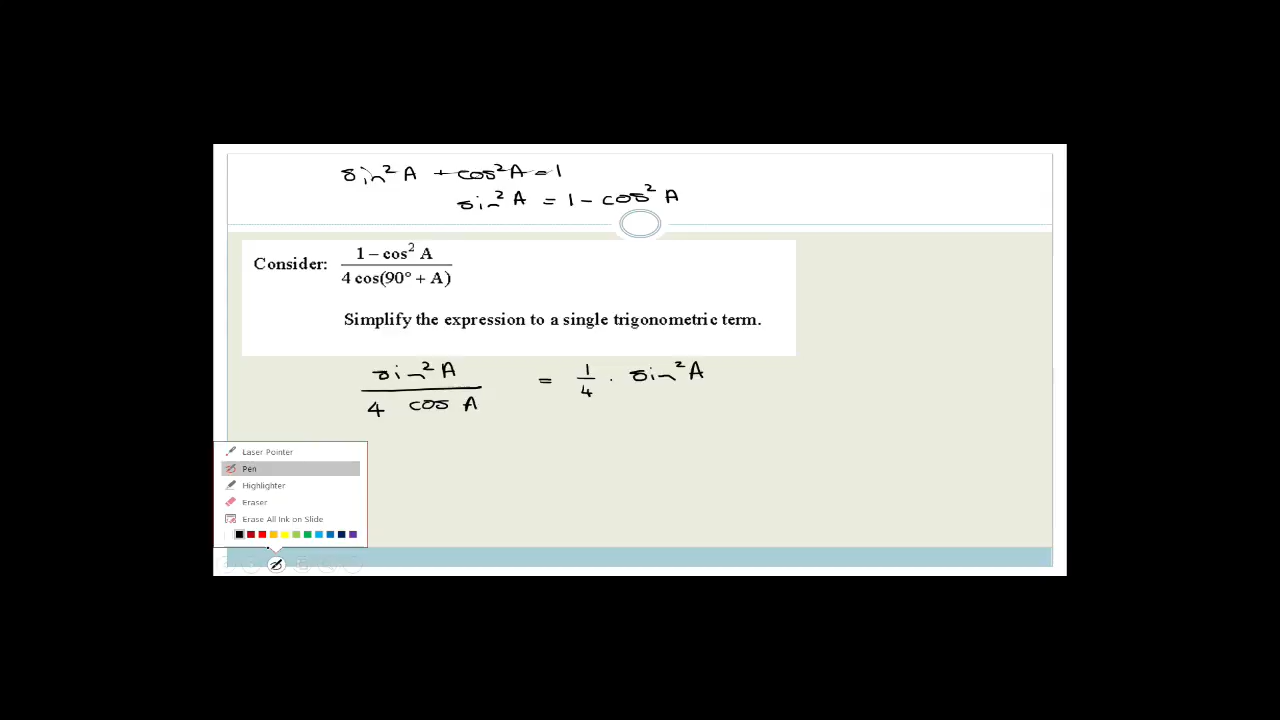 sin² A + cos² A = 1
sin² A = 1 - cos² A
Consider: 1 – cos² A / 4 cos(90° + A)
Simplify the expression to a single trigonometric term.
sin² A / 4 cos A = 1/4 . sin² A
Laser Pointer
Pen
Highlighter
Eraser
Erase All Ink on Slide